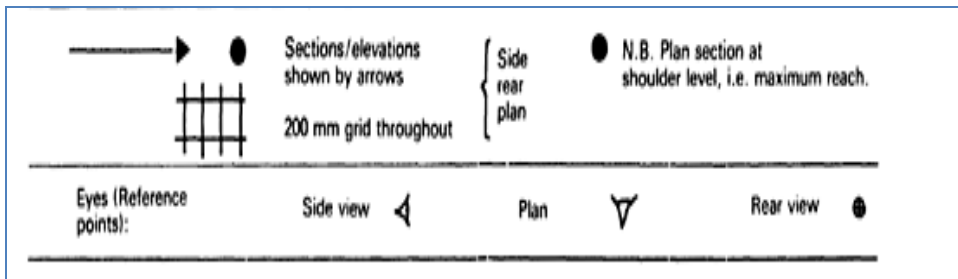 Sections/elevations
shown by arrows
200 mm grid throughout
Side
rear
plan
N.B. Plan section at
shoulder level, i.e. maximum reach.
Eyes (Reference
points):
Side view
Plan
Rear view